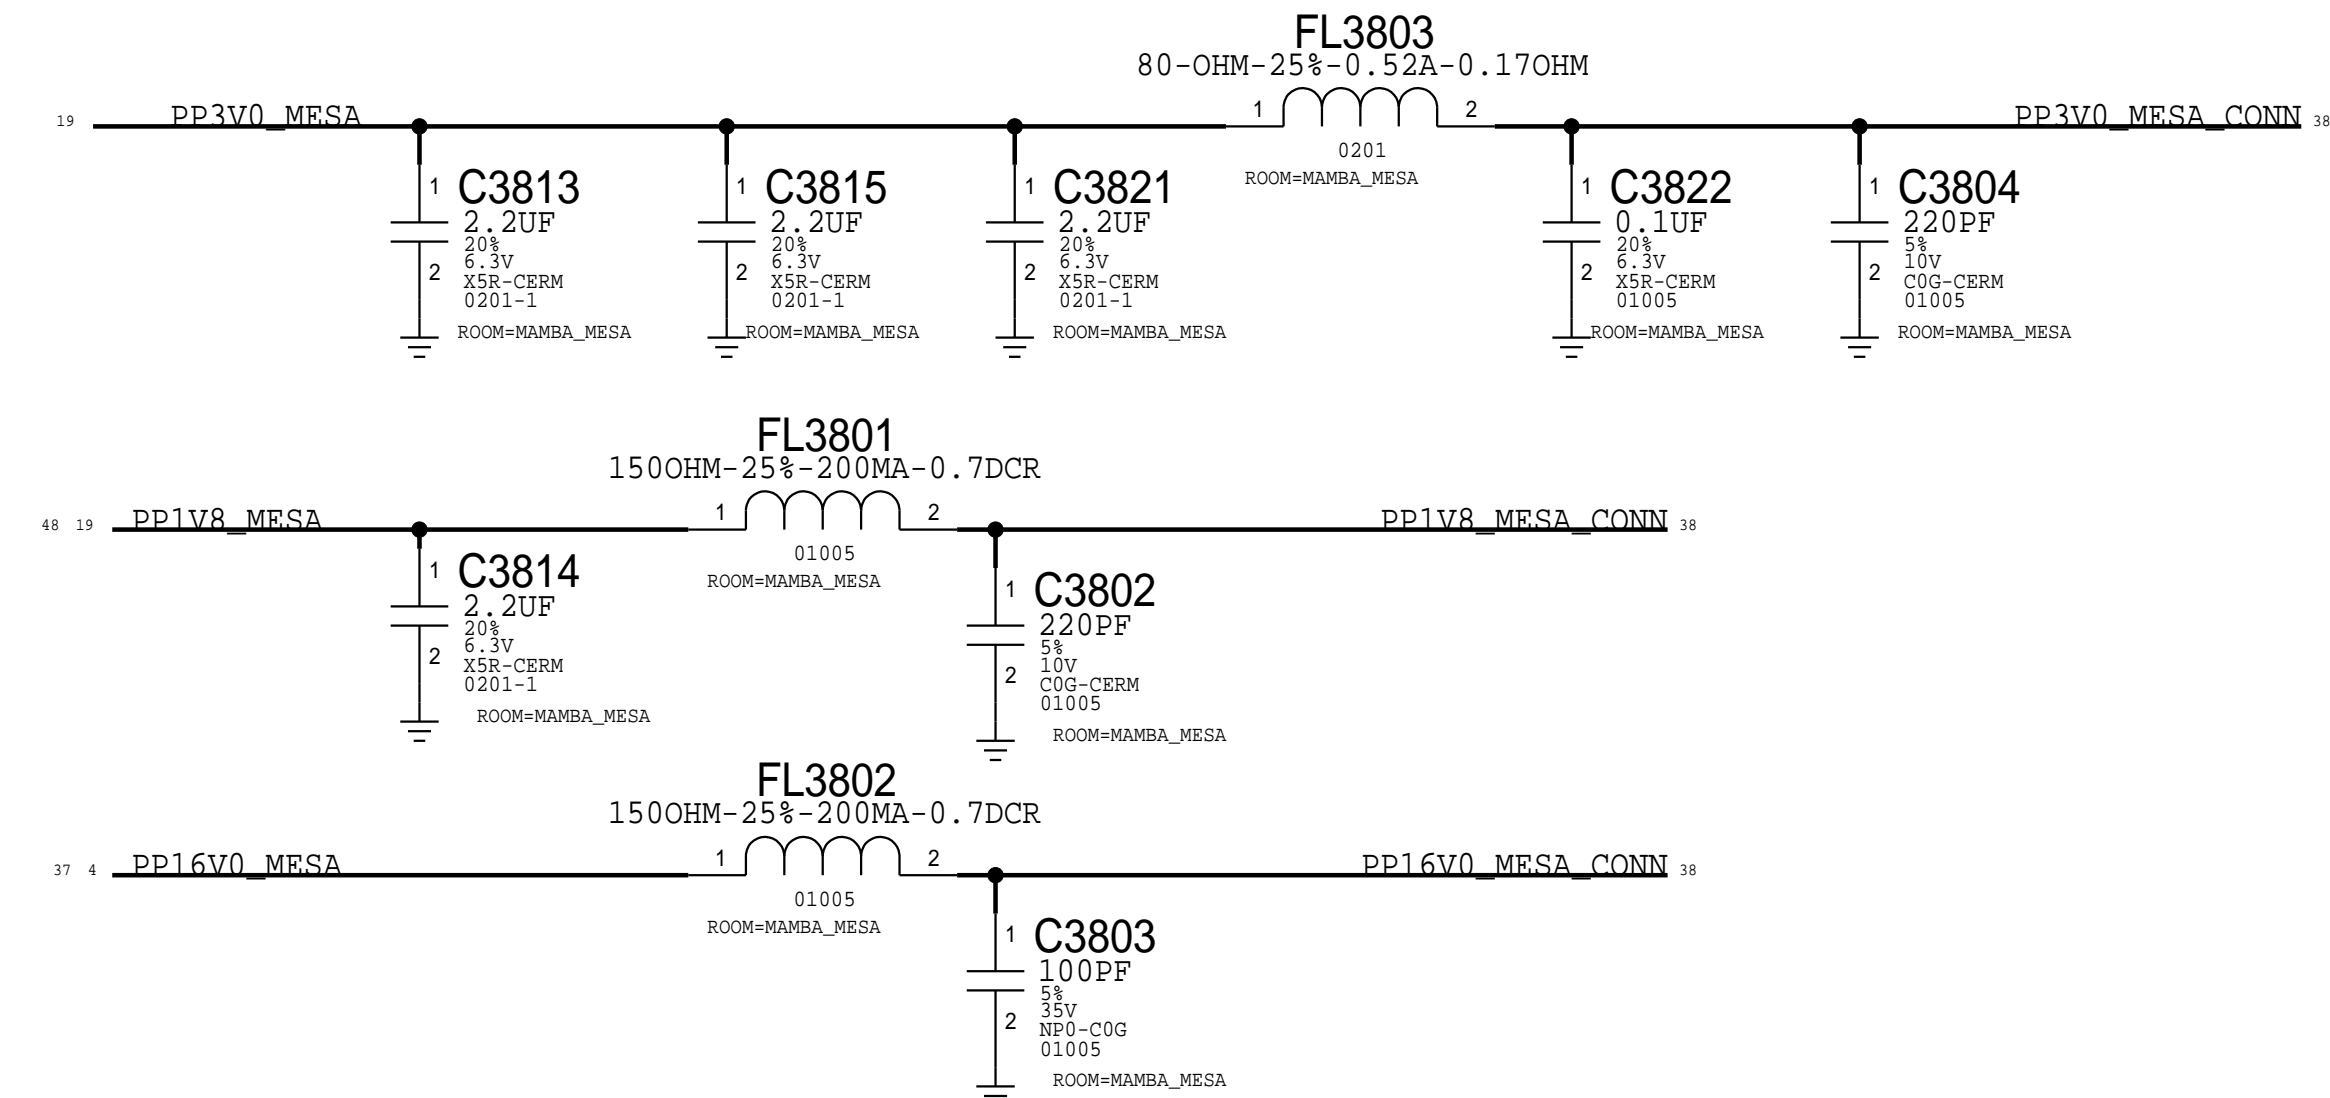 FL3803
80-OHM-25%-0.52A-0.17OHM
19 PP3V0_MESA 1 2 PP3V0_MESA_CONN 38
0201
ROOM=MAMBA_MESA
1 C3813
2.2UF
20%
6.3V
2
X5R-CERM
0201-1
ROOM=MAMBA_MESA
1 C3815
2.2UF
20%
6.3V
2
X5R-CERM
0201-1
ROOM=MAMBA_MESA
1 C3821
2.2UF
20%
6.3V
2
X5R-CERM
0201-1
ROOM=MAMBA_MESA
1 C3822
0.1UF
20%
6.3V
2
X5R-CERM
01005
ROOM=MAMBA_MESA
1 C3804
220PF
5%
10V
2
C0G-CERM
01005
ROOM=MAMBA_MESA
FL3801
150OHM-25%-200MA-0.7DCR
48 19 PP1V8_MESA 1 2 PP1V8_MESA_CONN 38
01005
ROOM=MAMBA_MESA
1 C3814
2.2UF
20%
6.3V
2
X5R-CERM
0201-1
ROOM=MAMBA_MESA
1 C3802
220PF
5%
10V
2
C0G-CERM
01005
ROOM=MAMBA_MESA
FL3802
150OHM-25%-200MA-0.7DCR
37 4 PP16V0_MESA 1 2 PP16V0_MESA_CONN 38
01005
ROOM=MAMBA_MESA
1 C3803
100PF
5%
35V
2
NP0-C0G
01005
ROOM=MAMBA_MESA